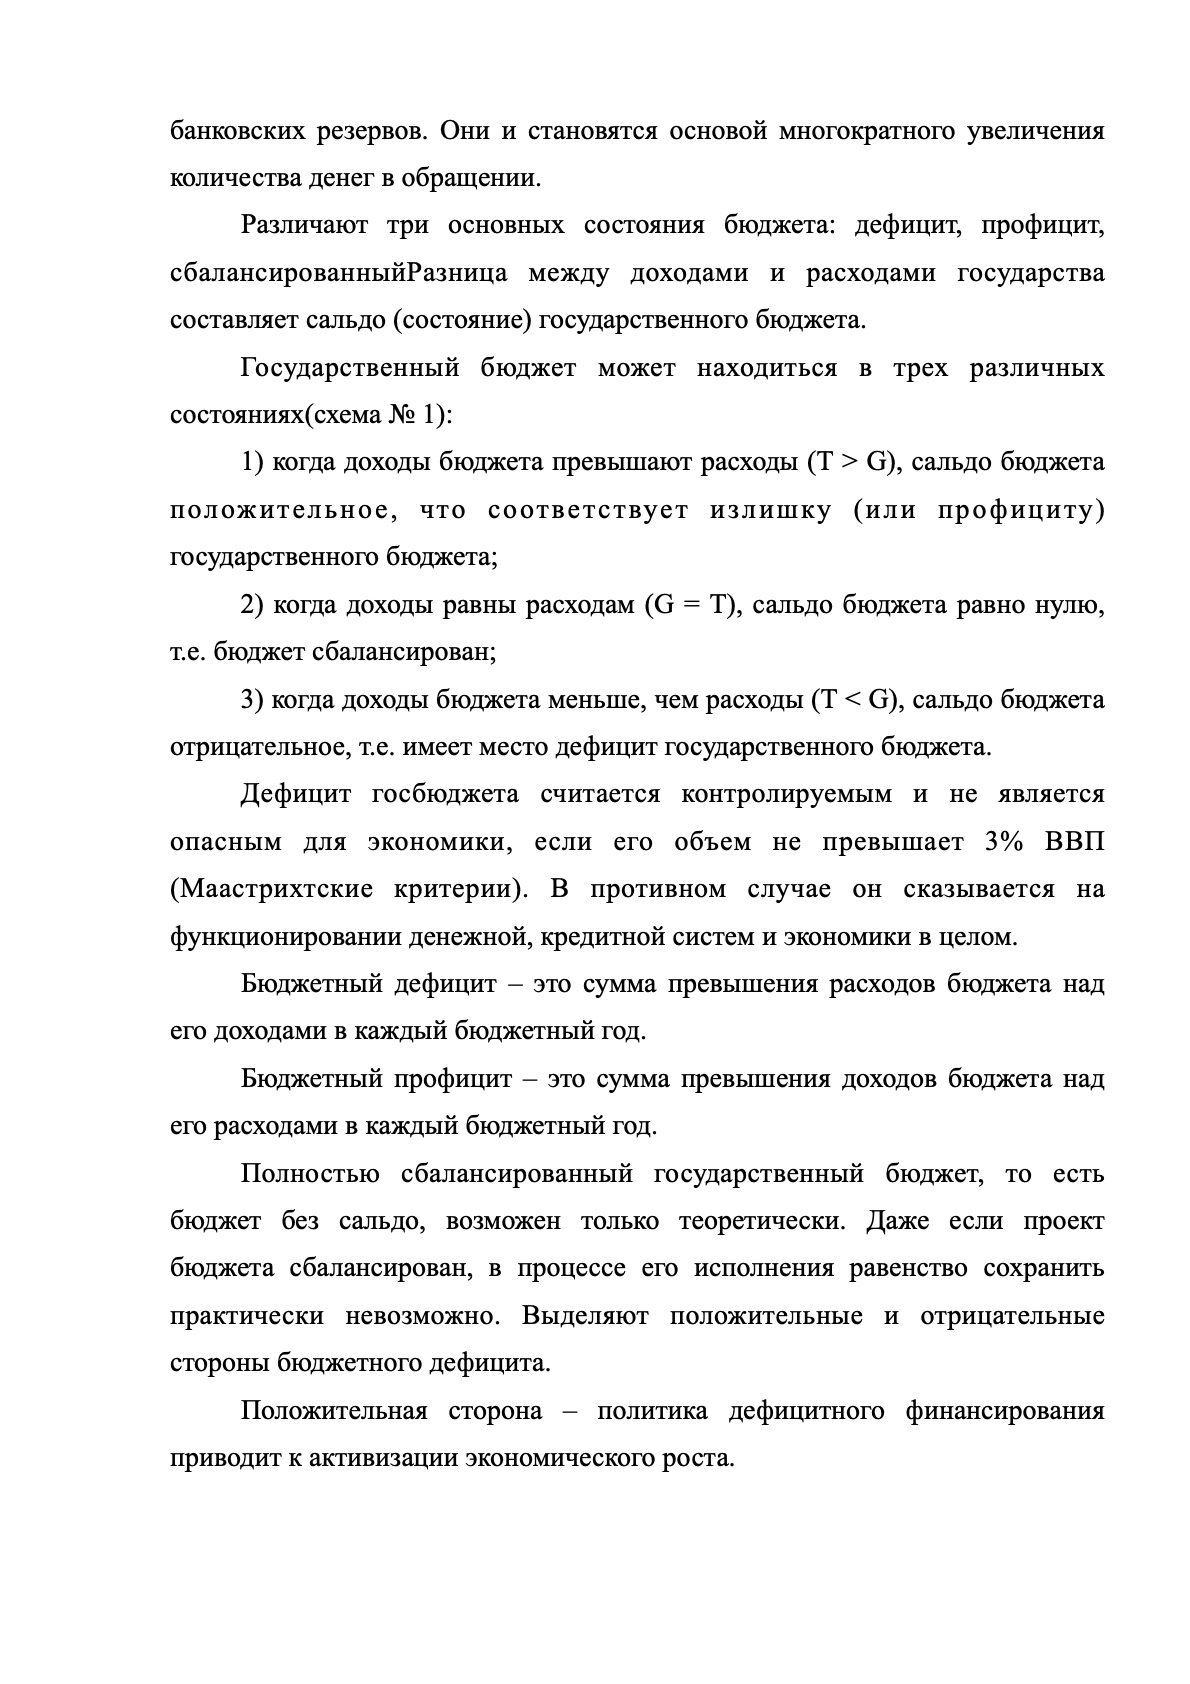 банковских резервов. Они и становятся основой многократного увеличения
количества денег в обращении.
Различают три основных состояния бюджета: дефицит, профицит,
сбалансированныйРазница между доходами и расходами государства
составляет сальдо (состояние) государственного бюджета.
Государственный бюджет может находиться в трех различных
состояниях(схема № 1):
1) когда доходы бюджета превышают расходы (T > G), сальдо бюджета
положительное, что соответствует излишку (или профициту)
государственного бюджета;
2) когда доходы равны расходам (G = T), сальдо бюджета равно нулю,
т.е. бюджет сбалансирован;
3) когда доходы бюджета меньше, чем расходы (T < G), сальдо бюджета
отрицательное, т.е. имеет место дефицит государственного бюджета.
Дефицит госбюджета считается контролируемым и не является
опасным для экономики, если его объем не превышает 3% ВВП
(Маастрихтские критерии). В противном случае он сказывается на
функционировании денежной, кредитной систем и экономики в целом.
Бюджетный дефицит – это сумма превышения расходов бюджета над
его доходами в каждый бюджетный год.
Бюджетный профицит – это сумма превышения доходов бюджета над
его расходами в каждый бюджетный год.
Полностью сбалансированный государственный бюджет, то есть
бюджет без сальдо, возможен только теоретически. Даже если проект
бюджета сбалансирован, в процессе его исполнения равенство сохранить
практически невозможно. Выделяют положительные и отрицательные
стороны бюджетного дефицита.
Положительная сторона – политика дефицитного финансирования
приводит к активизации экономического роста.